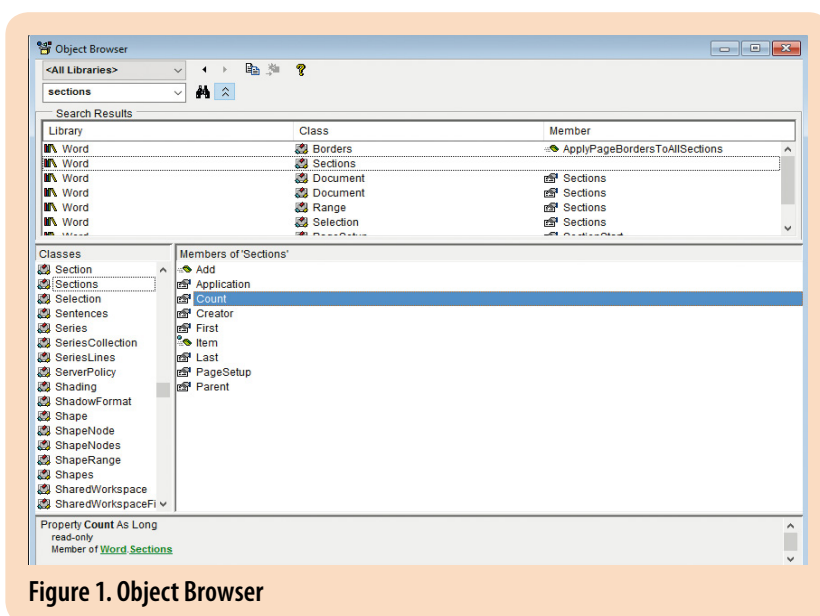 Object Browser
<All Libraries>
sections
Search Results
Library Class Member
Word Borders ApplyPageBordersToAllSections
Word Sections
Word Document Sections
Word Document Sections
Word Range Sections
Word Selection Sections
Classes Members of 'Sections'
Section Add
Sections Application
Selection Count
Sentences Creator
Series First
SeriesCollection Item
SeriesLines Last
ServerPolicy PageSetup
Shading Parent
ShadowFormat
Shape
ShapeNode
ShapeNodes
ShapeRange
Shapes
SharedWorkspace
SharedWorkspaceFi
Property Count As Long
read-only
Member of Word.Sections
Figure 1. Object Browser